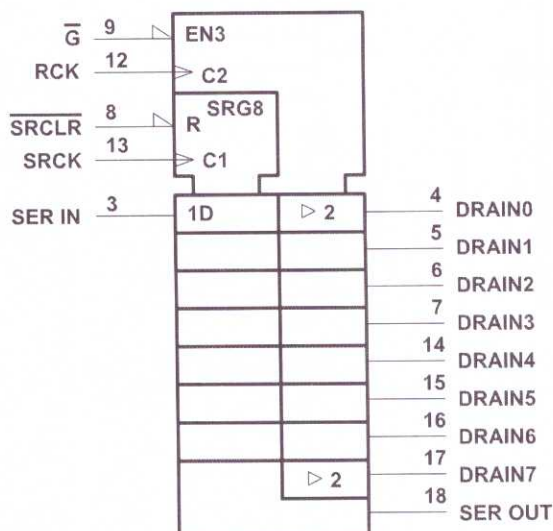 G 9 EN3
RCK 12 C2
SRG8
SRCLR 8 R
SRCK 13 C1
SER IN 3 1D ▷ 2 4 DRAIN0
5 DRAIN1
6 DRAIN2
7 DRAIN3
14 DRAIN4
15 DRAIN5
16 DRAIN6
▷ 2 17 DRAIN7
18 SER OUT